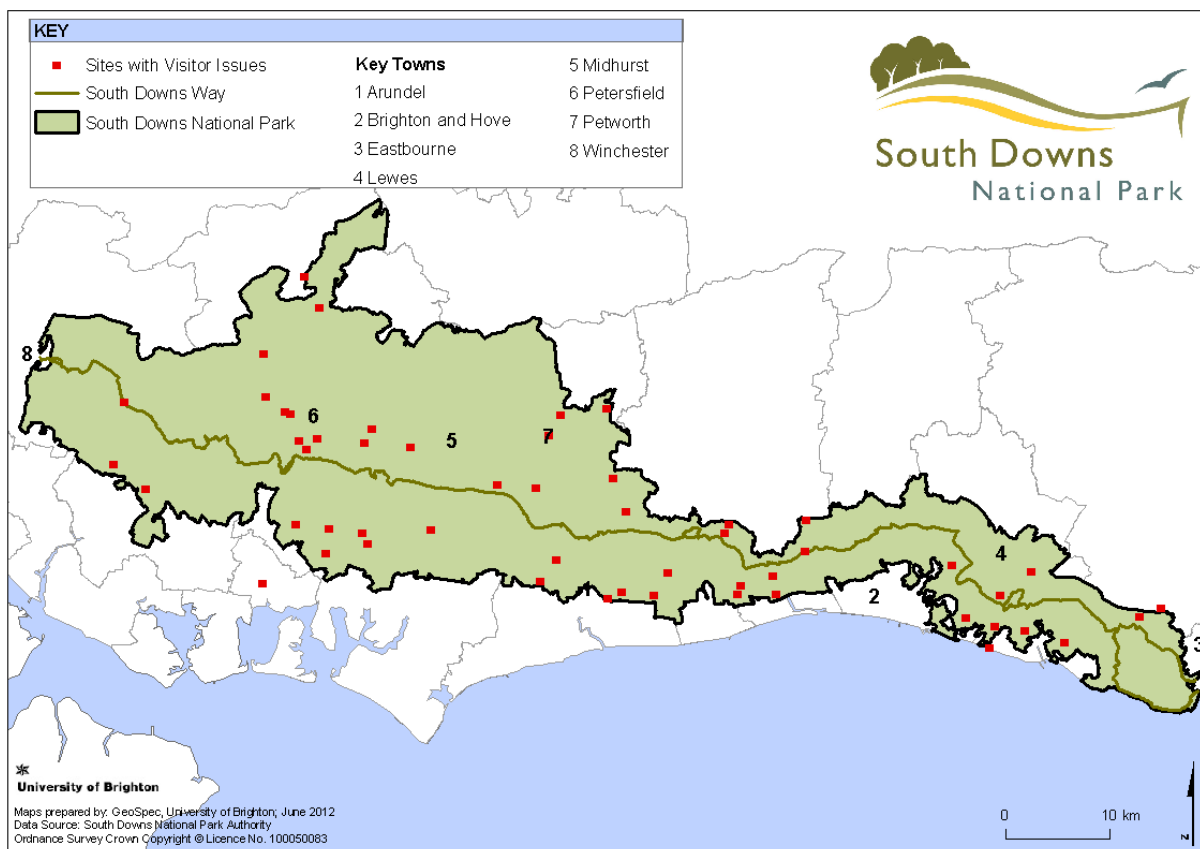 KEY
Sites with Visitor Issues
South Downs Way
South Downs National Park
Key Towns
1 Arundel
2 Brighton and Hove
3 Eastbourne
4 Lewes
5 Midhurst
6 Petersfield
7 Petworth
8 Winchester
South Downs
National Park
8
6
5
7
4
2
3
University of Brighton
Maps prepared by: GeoSpec, University of Brighton; June 2012
Data Source: South Downs National Park Authority
Ordnance Survey Crown Copyright © Licence No. 100050083
0 10 km
N